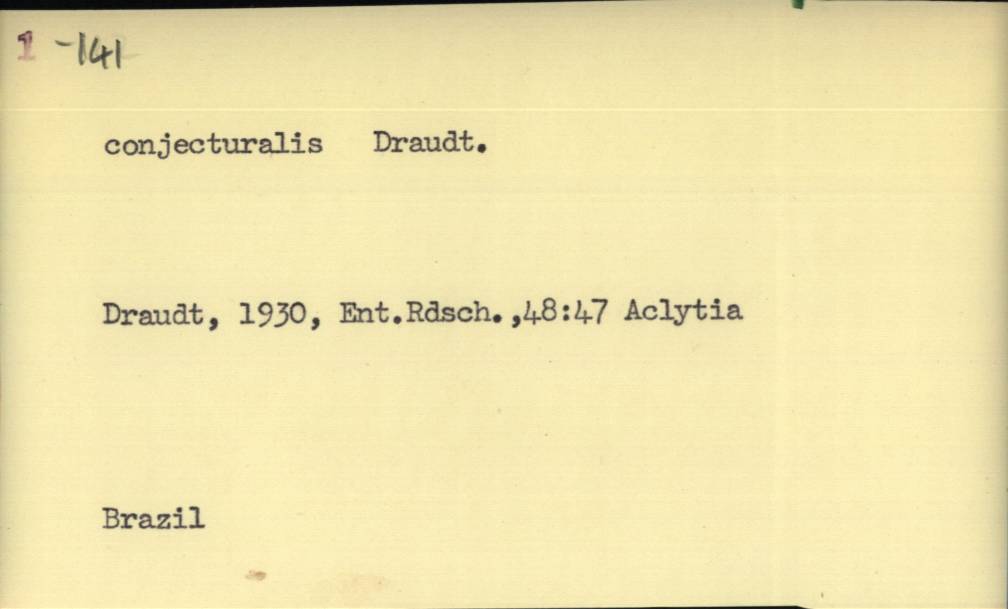 1 -141
conjecturalis Draudt.
Draudt, 1930, Ent.Rdsch.,48:47 Aclytia
Brazil